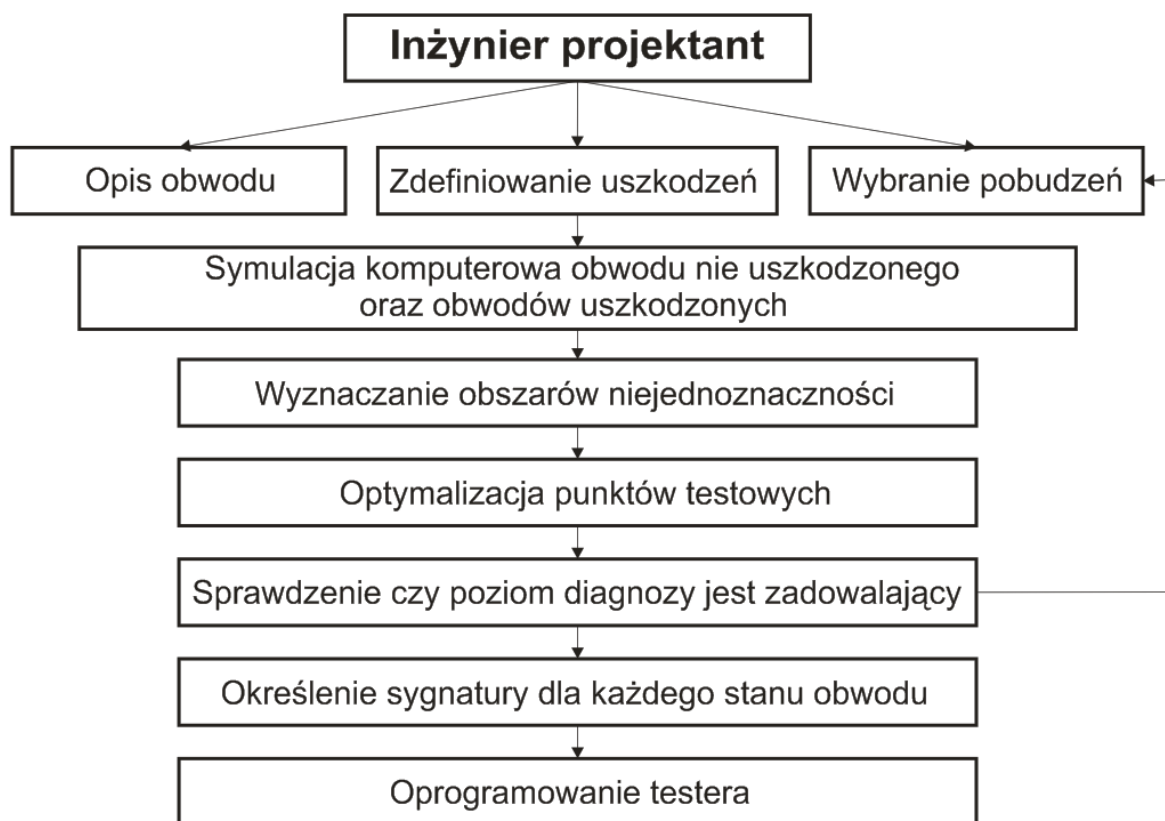 Inżynier projektant
Opis obwodu
Zdefiniowanie uszkodzeń
Wybranie pobudzeń
Symulacja komputerowa obwodu nie uszkodzonego
oraz obwodów uszkodzonych
Wyznaczanie obszarów niejednoznaczności
Optymalizacja punktów testowych
Sprawdzenie czy poziom diagnozy jest zadowalający
Określenie sygnatury dla każdego stanu obwodu
Oprogramowanie testera